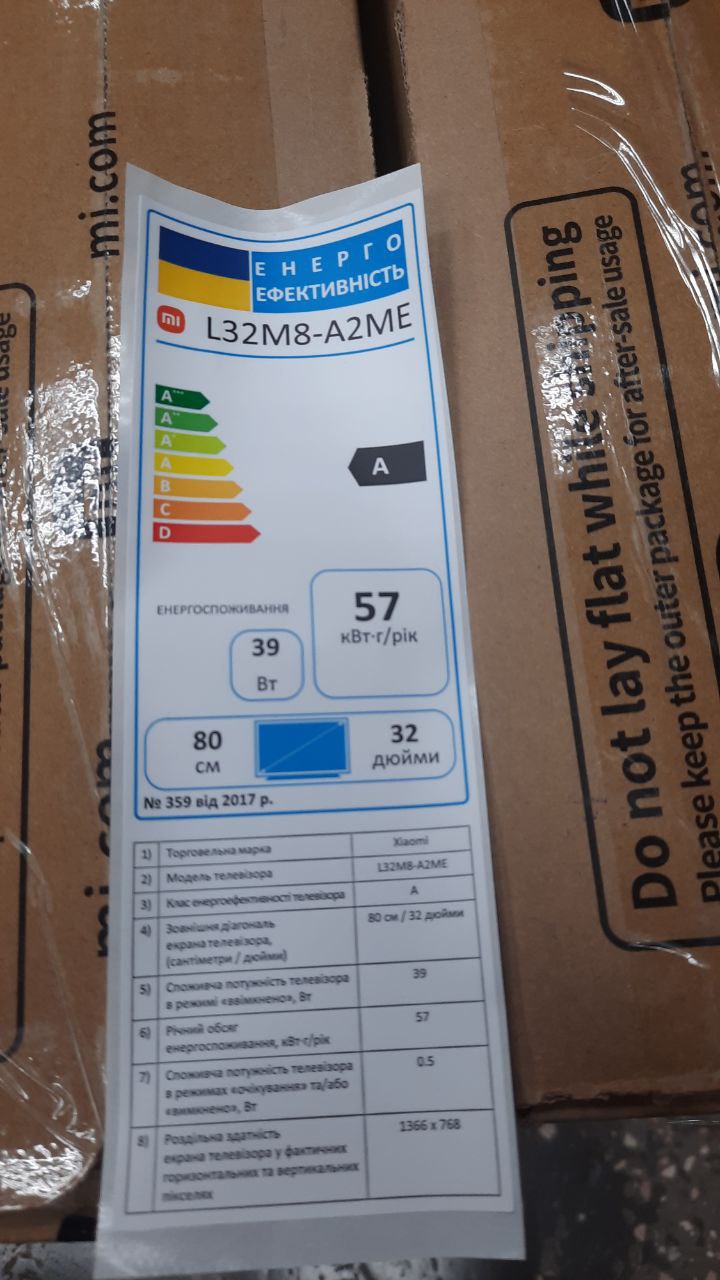 mi.com
Е Н Е Р Г О
ЕФЕКТИВНІСТЬ
mi
L32M8-A2ME
A+++
A++
A+
A
B
C
D
A
ЕНЕРГОСПОЖИВАННЯ
57
кВт·г/рік
39
Вт
80
см
32
дюйми
№ 359 від 2017 р.
1) Торговельна марка Xiaomi
2) Модель телевізора L32M8-A2ME
3) Клас енергоефективності телевізора A
4) Зовнішня діагональ 80 см / 32 дюйми
екрана телевізора,
(сантіметри / дюйми)
5) Споживча потужність телевізора 39
в режимі «ввімкнено», Вт
6) Річний обсяг 57
енергоспоживання, кВт·г/рік
7) Споживча потужність телевізора 0.5
в режимах «очікування» та/або
«вимкнено», Вт
8) Роздільна здатність 1366 x 768
екрана телевізора у фактичних
горизонтальних та вертикальних
пікселях
Do not lay flat while shipping
Please keep the outer package for after-sale usage
after-sale usage
mi.com